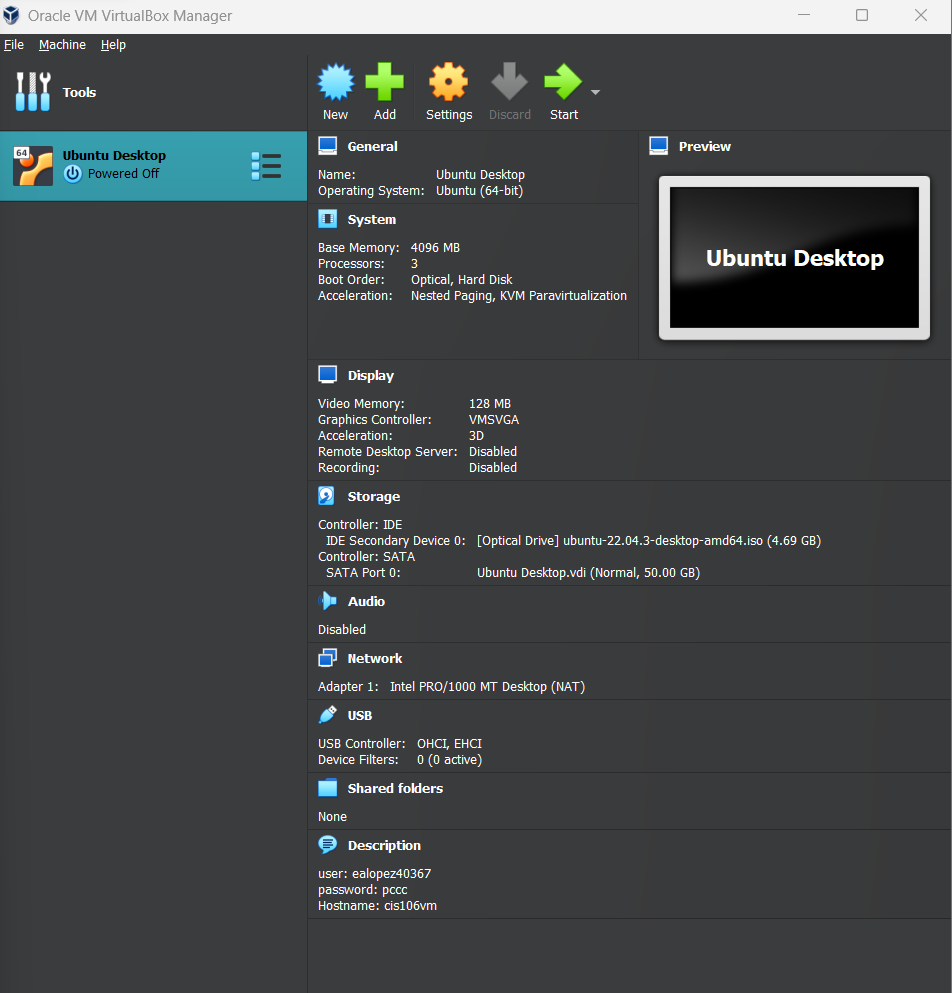 Oracle VM VirtualBox Manager
File Machine Help
Tools
New Add Settings Discard Start
64
Ubuntu Desktop
Powered Off
General
Name: Ubuntu Desktop
Operating System: Ubuntu (64-bit)
Preview
Ubuntu Desktop
System
Base Memory: 4096 MB
Processors: 3
Boot Order: Optical, Hard Disk
Acceleration: Nested Paging, KVM Paravirtualization
Display
Video Memory: 128 MB
Graphics Controller: VMSVGA
Acceleration: 3D
Remote Desktop Server: Disabled
Recording: Disabled
Storage
Controller: IDE
IDE Secondary Device 0: [Optical Drive] ubuntu-22.04.3-desktop-amd64.iso (4.69 GB)
Controller: SATA
SATA Port 0: Ubuntu Desktop.vdi (Normal, 50.00 GB)
Audio
Disabled
Network
Adapter 1: Intel PRO/1000 MT Desktop (NAT)
USB
USB Controller: OHCI, EHCI
Device Filters: 0 (0 active)
Shared folders
None
Description
user: ealopez40367
password: pccc
Hostname: cis106vm